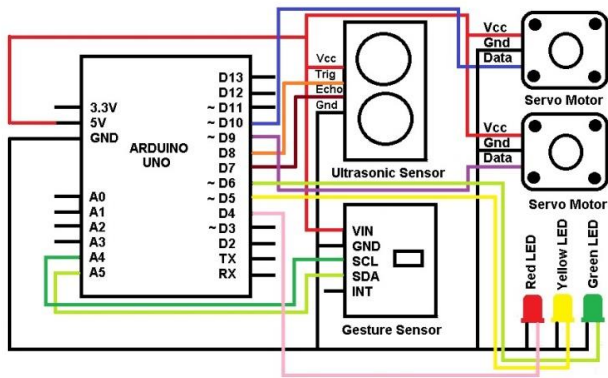 3.3V
5V
GND
A0
A1
A2
A3
A4
A5
ARDUINO
UNO
D13
D12
~ D11
~ D10
~ D9
D8
D7
~ D6
~ D5
D4
~ D3
D2
TX
RX
Vcc
Trig
Echo
Gnd
Ultrasonic Sensor
VIN
GND
SCL
SDA
INT
Gesture Sensor
Vcc
Gnd
Data
Servo Motor
Vcc
Gnd
Data
Servo Motor
Red LED
Yellow LED
Green LED